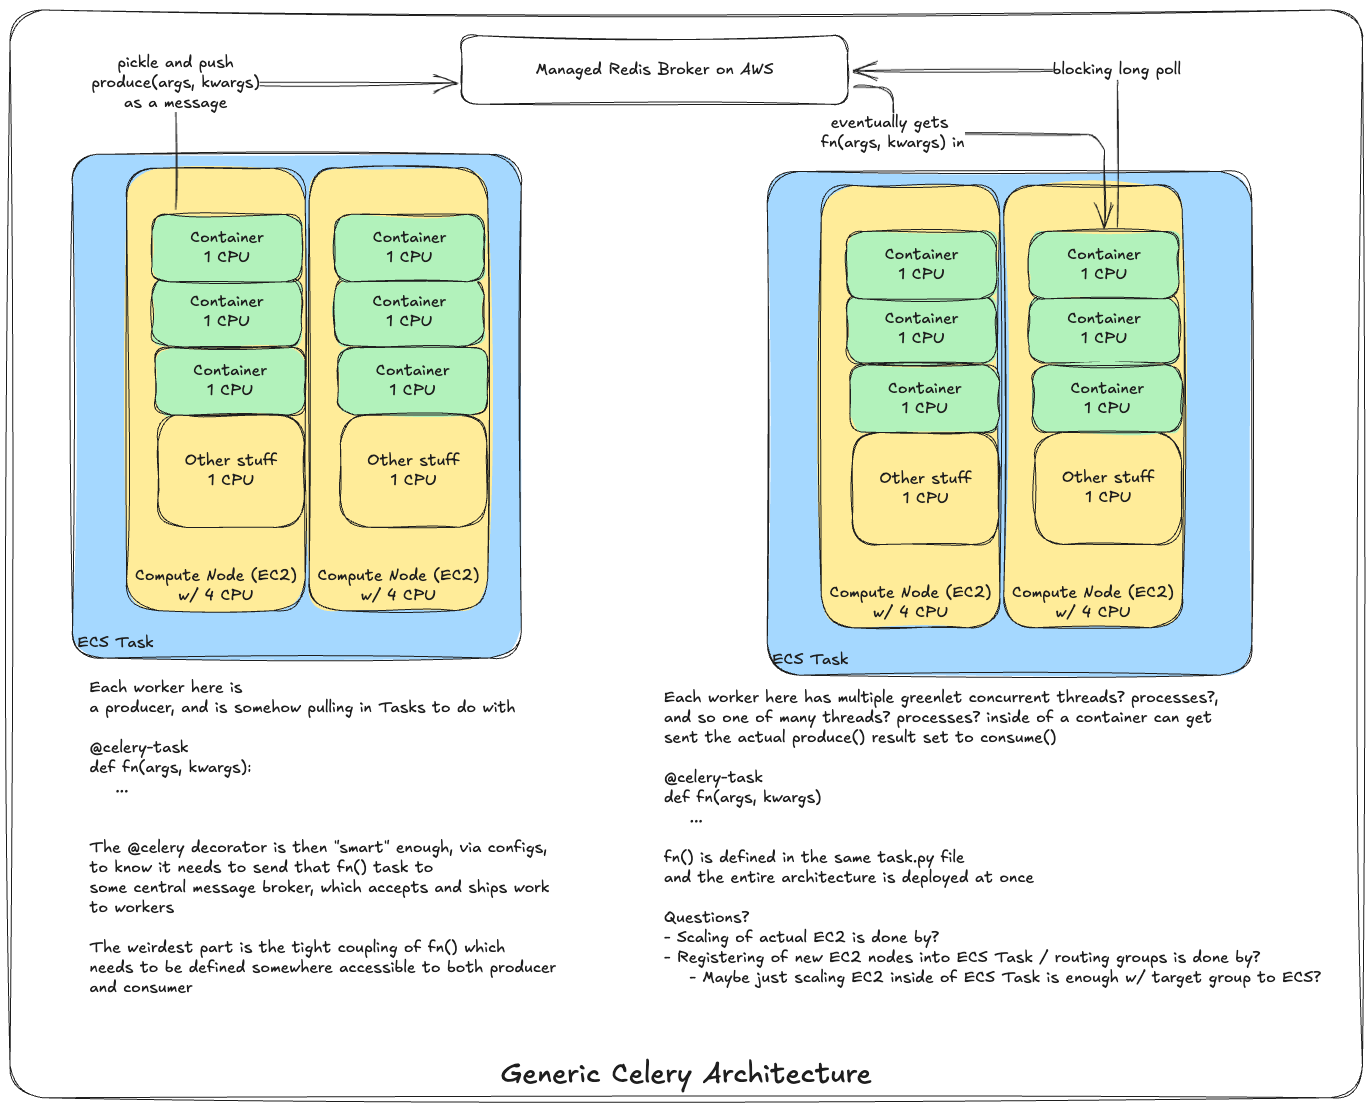 pickle and push
produce(args, kwargs)
as a message
Managed Redis Broker on AWS
blocking long poll
eventually gets
fn(args, kwargs) in
Container
1 CPU
Container
1 CPU
Container
1 CPU
Other stuff
1 CPU
Compute Node (EC2)
w/ 4 CPU
Container
1 CPU
Container
1 CPU
Container
1 CPU
Other stuff
1 CPU
Compute Node (EC2)
w/ 4 CPU
ECS Task
Container
1 CPU
Container
1 CPU
Container
1 CPU
Other stuff
1 CPU
Compute Node (EC2)
w/ 4 CPU
Container
1 CPU
Container
1 CPU
Container
1 CPU
Other stuff
1 CPU
Compute Node (EC2)
w/ 4 CPU
ECS Task
Each worker here is
a producer, and is somehow pulling in Tasks to do with
@celery-task
def fn(args, kwargs):
...
The @celery decorator is then "smart" enough, via configs,
to know it needs to send that fn() task to
some central message broker, which accepts and ships work
to workers
The weirdest part is the tight coupling of fn() which
needs to be defined somewhere accessible to both producer
and consumer
Each worker here has multiple greenlet concurrent threads? processes?,
and so one of many threads? processes? inside of a container can get
sent the actual produce() result set to consume()
@celery-task
def fn(args, kwargs)
...
fn() is defined in the same task.py file
and the entire architecture is deployed at once
Questions?
- Scaling of actual EC2 is done by?
- Registering of new EC2 nodes into ECS Task / routing groups is done by?
- Maybe just scaling EC2 inside of ECS Task is enough w/ target group to ECS?
Generic Celery Architecture